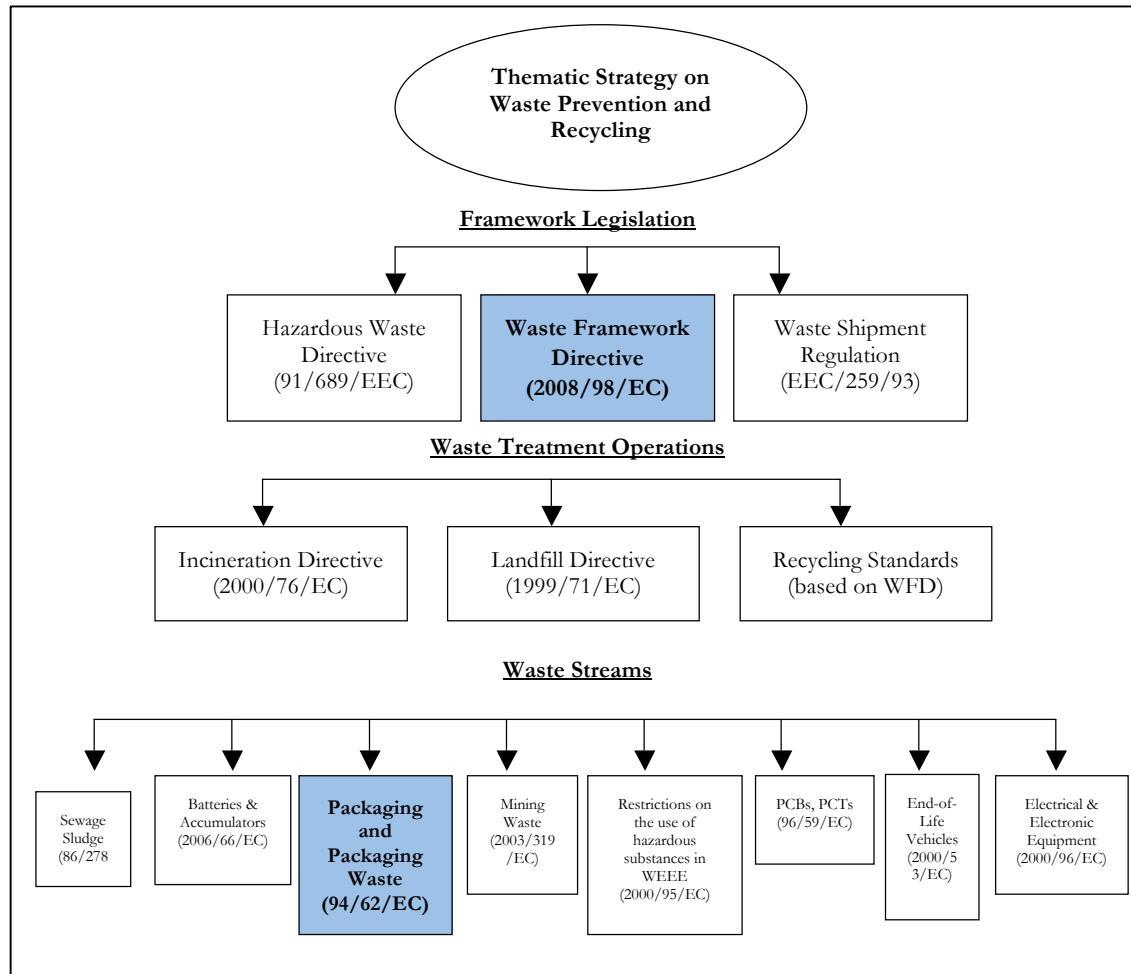 Thematic Strategy on
Waste Prevention and
Recycling
Framework Legislation
Hazardous Waste
Directive
(91/689/EEC)
Waste Framework
Directive
(2008/98/EC)
Waste Shipment
Regulation
(EEC/259/93)
Waste Treatment Operations
Incineration Directive
(2000/76/EC)
Landfill Directive
(1999/71/EC)
Recycling Standards
(based on WFD)
Waste Streams
Sewage
Sludge
(86/278
Batteries &
Accumulators
(2006/66/EC)
Packaging
and
Packaging
Waste
(94/62/EC)
Mining
Waste
(2003/319
/EC)
Restrictions on
the use of
hazardous
substances in
WEEE
(2000/95/EC)
PCBs, PCTs
(96/59/EC)
End-of-
Life
Vehicles
(2000/5
3/EC)
Electrical &
Electronic
Equipment
(2000/96/EC)